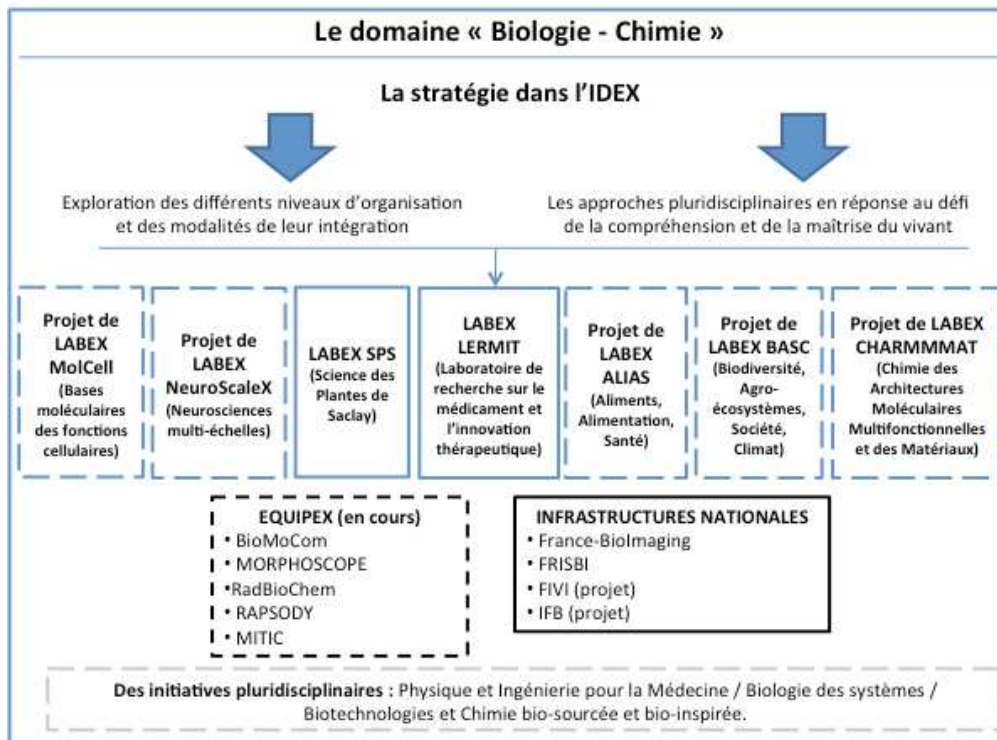 Le domaine « Biologie - Chimie »
La stratégie dans l’IDEX
Exploration des différents niveaux d’organisation
et des modalités de leur intégration
Les approches pluridisciplinaires en réponse au défi
de la compréhension et de la maîtrise du vivant
Projet de
LABEX
MolCell
(Bases
moléculaires
des fonctions
cellulaires)
Projet de
LABEX
NeuroScaleX
(Neurosciences
multi-échelles)
LABEX SPS
(Science des
Plantes de
Saclay)
LABEX
LERMIT
(Laboratoire de
recherche sur le
médicament et
l’innovation
thérapeutique)
Projet de
LABEX
ALIAS
(Aliments,
Alimentation,
Santé)
Projet de
LABEX BASC
(Biodiversité,
Agro-
écosystèmes,
Société,
Climat)
Projet de LABEX
CHARMMMAT
(Chimie des
Architectures
Moléculaires
Multifonctionnelles
et des Matériaux)
EQUIPEX (en cours)
• BioMoCom
• MORPHOSCOPE
•RadBioChem
• RAPSODY
• MITIC
INFRASTRUCTURES NATIONALES
• France-BioImaging
• FRISBI
• FIVI (projet)
• IFB (projet)
Des initiatives pluridisciplinaires : Physique et Ingénierie pour la Médecine / Biologie des systèmes /
Biotechnologies et Chimie bio-sourcée et bio-inspirée.